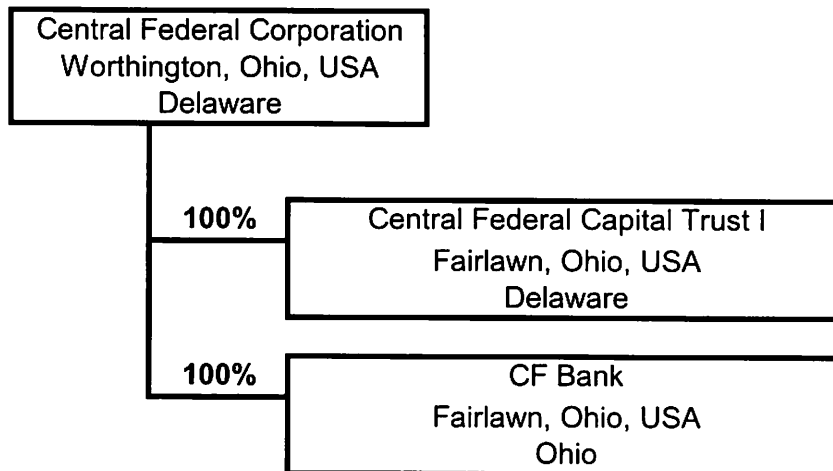 Central Federal Corporation
Worthington, Ohio, USA
Delaware
100%
Central Federal Capital Trust I
Fairlawn, Ohio, USA
Delaware
100%
CF Bank
Fairlawn, Ohio, USA
Ohio